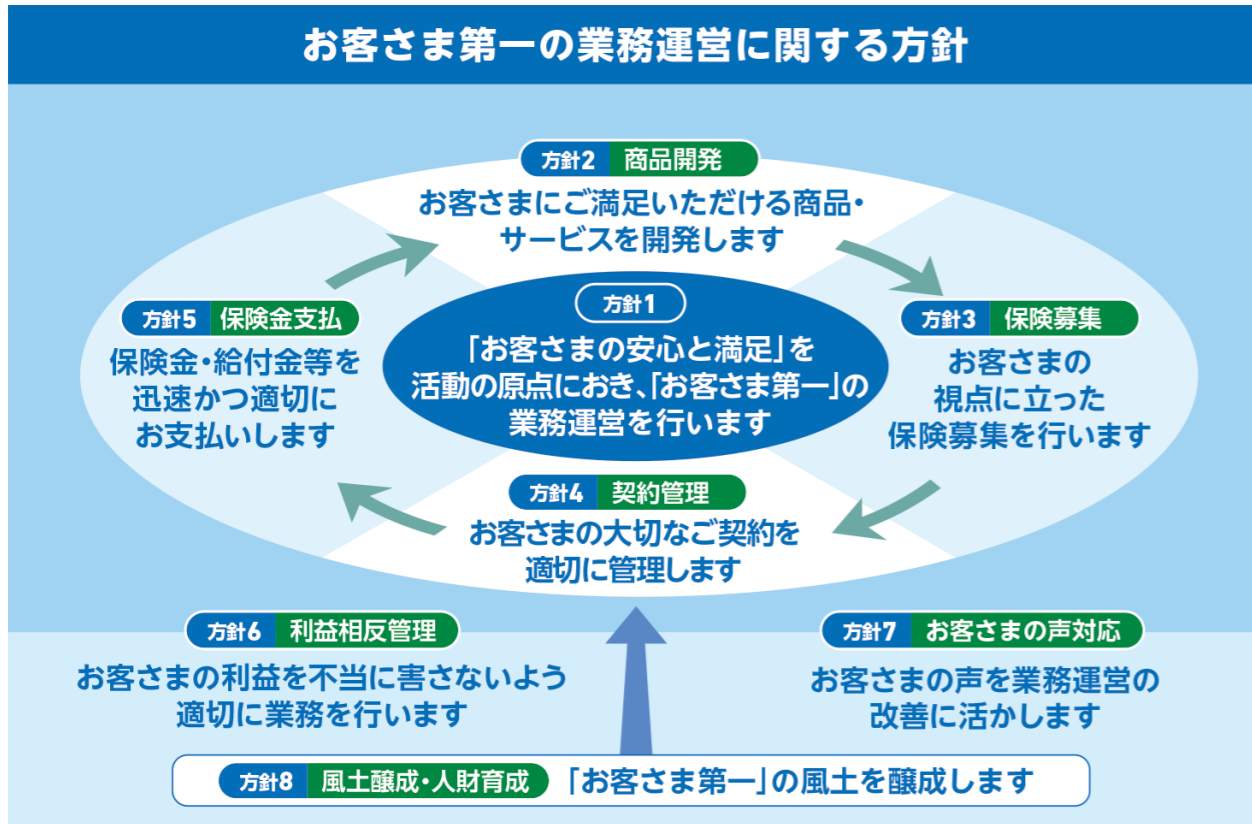 お客さま第一の業務運営に関する方針
方針2 商品開発
お客さまにご満足いただける商品・
サービスを開発します
方針1
「お客さまの安心と満足」を
活動の原点におき、「お客さま第一」の
業務運営を行います
方針3 保険募集
お客さまの
視点に立った
保険募集を行います
方針4 契約管理
お客さまの大切なご契約を
適切に管理します
方針5 保険金支払
保険金・給付金等を
迅速かつ適切に
お支払いします
方針6 利益相反管理
お客さまの利益を不当に害さないよう
適切に業務を行います
方針7 お客さまの声対応
お客さまの声を業務運営の
改善に活かします
方針8 風土醸成・人財育成 「お客さま第一」の風土を醸成します